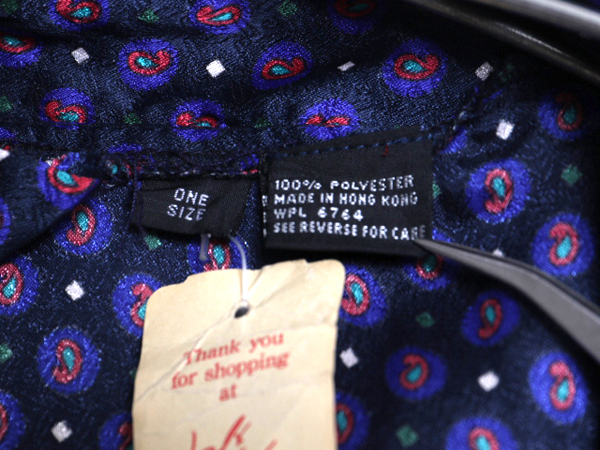 ONE
SIZE
100% POLYESTER
MADE IN HONG KONG
WPL 6764
SEE REVERSE FOR CARE
Thank you
for shopping
at